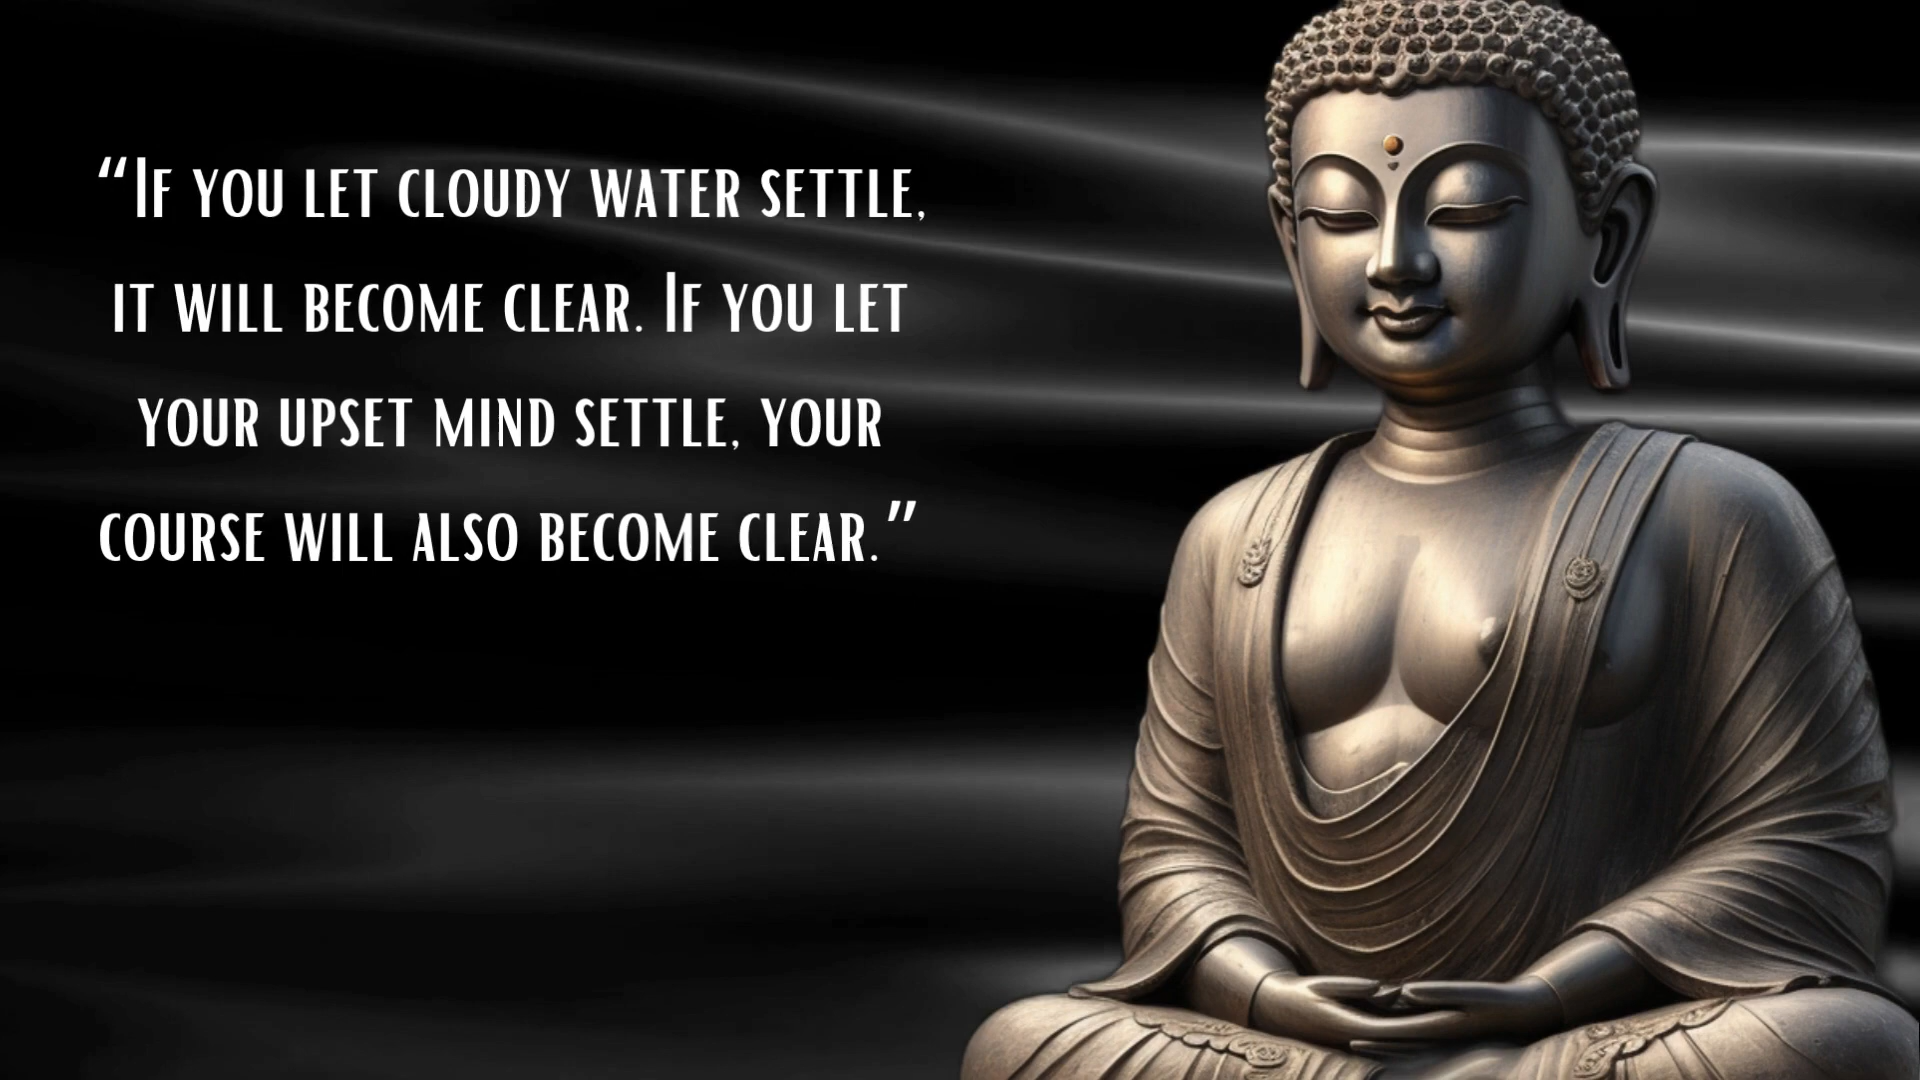 “If you let cloudy water settle,
it will become clear. If you let
your upset mind settle, your
course will also become clear.”